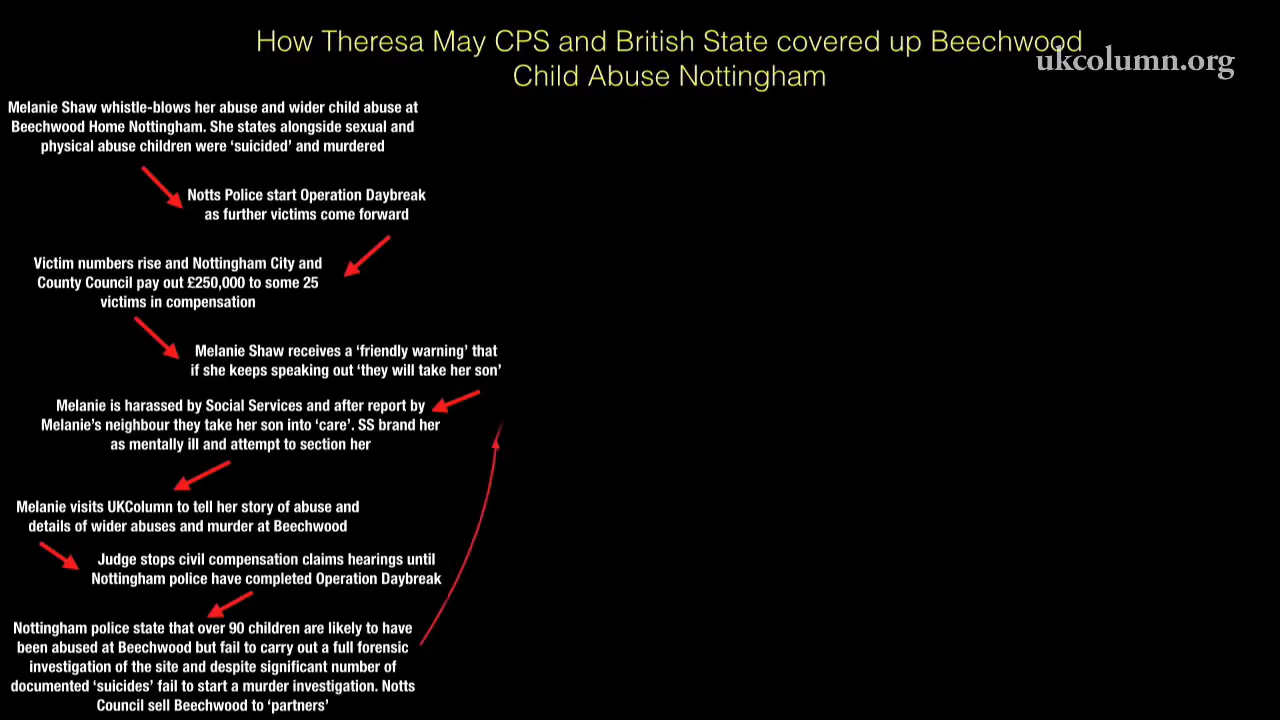 How Theresa May CPS and British State covered up Beechwood
Child Abuse Nottingham
ukcolumn.org
Melanie Shaw whistle-blows her abuse and wider child abuse at
Beechwood Home Nottingham. She states alongside sexual and
physical abuse children were ‘suicided’ and murdered
Notts Police start Operation Daybreak
as further victims come forward
Victim numbers rise and Nottingham City and
County Council pay out £250,000 to some 25
victims in compensation
Melanie Shaw receives a ‘friendly warning’ that
if she keeps speaking out ‘they will take her son’
Melanie is harassed by Social Services and after report by
Melanie’s neighbour they take her son into ‘care’. SS brand her
as mentally ill and attempt to section her
Melanie visits UKColumn to tell her story of abuse and
details of wider abuses and murder at Beechwood
Judge stops civil compensation claims hearings until
Nottingham police have completed Operation Daybreak
Nottingham police state that over 90 children are likely to have
been abused at Beechwood but fail to carry out a full forensic
investigation of the site and despite significant number of
documented ‘suicides’ fail to start a murder investigation. Notts
Council sell Beechwood to ‘partners’